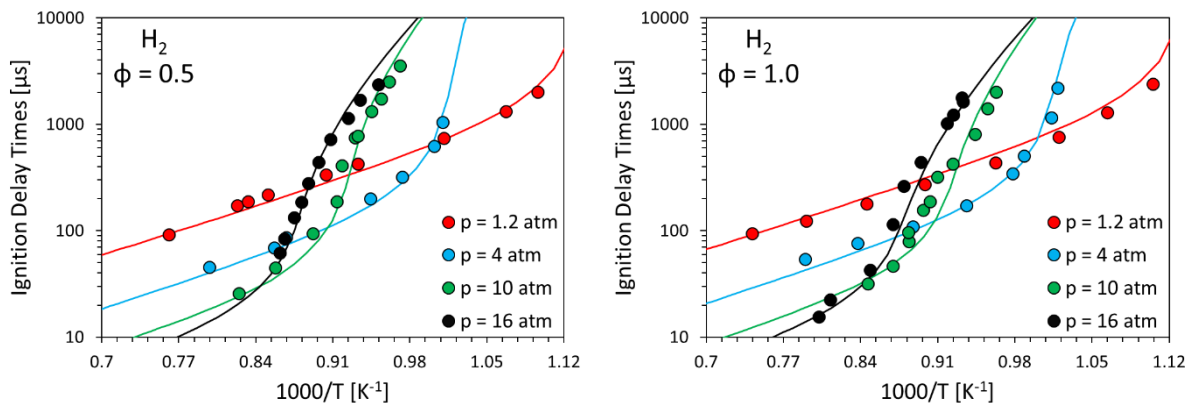 Ignition Delay Times [µs]
10000
1000
100
10
H₂
ϕ = 0.5
p = 1.2 atm
p = 4 atm
p = 10 atm
p = 16 atm
0.7 0.77 0.84 0.91 0.98 1.05 1.12
1000/T [K⁻¹]
Ignition Delay Times [µs]
10000
1000
100
10
H₂
ϕ = 1.0
p = 1.2 atm
p = 4 atm
p = 10 atm
p = 16 atm
0.7 0.77 0.84 0.91 0.98 1.05 1.12
1000/T [K⁻¹]